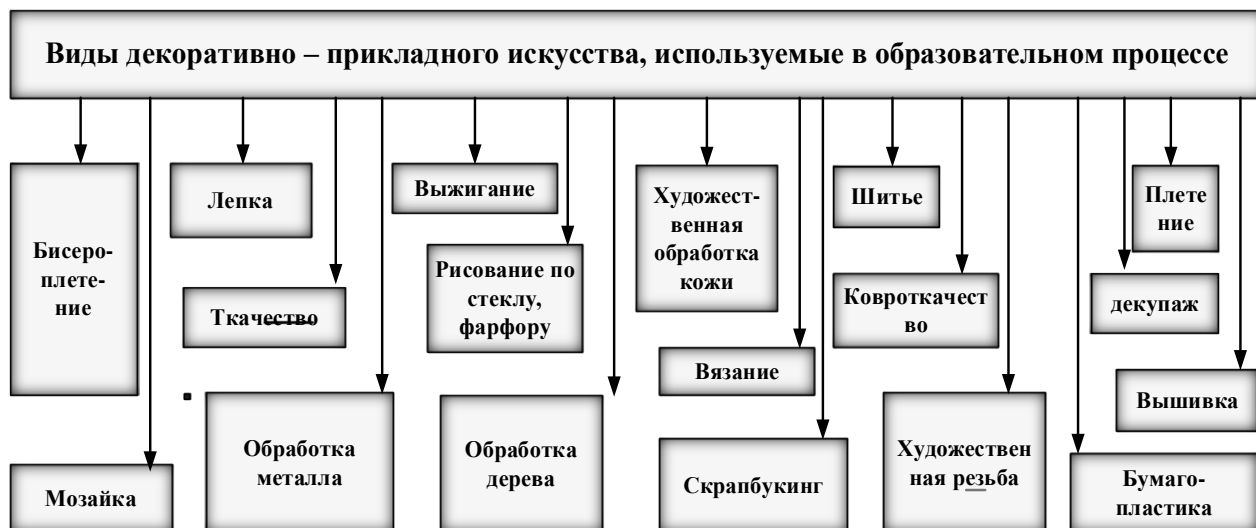 Виды декоративно – прикладного искусства, используемые в образовательном процессе
Бисеро-
плете-
ние
Мозайка
Лепка
Ткачество
Обработка
металла
Выжигание
Рисование по
стеклу,
фарфору
Обработка
дерева
Художест-
венная
обработка
кожи
Вязание
Скрапбукинг
Шитье
Ковроткачест
во
Художествен
ная резьба
Плете
ние
декупаж
Вышивка
Бумаго-
пластика